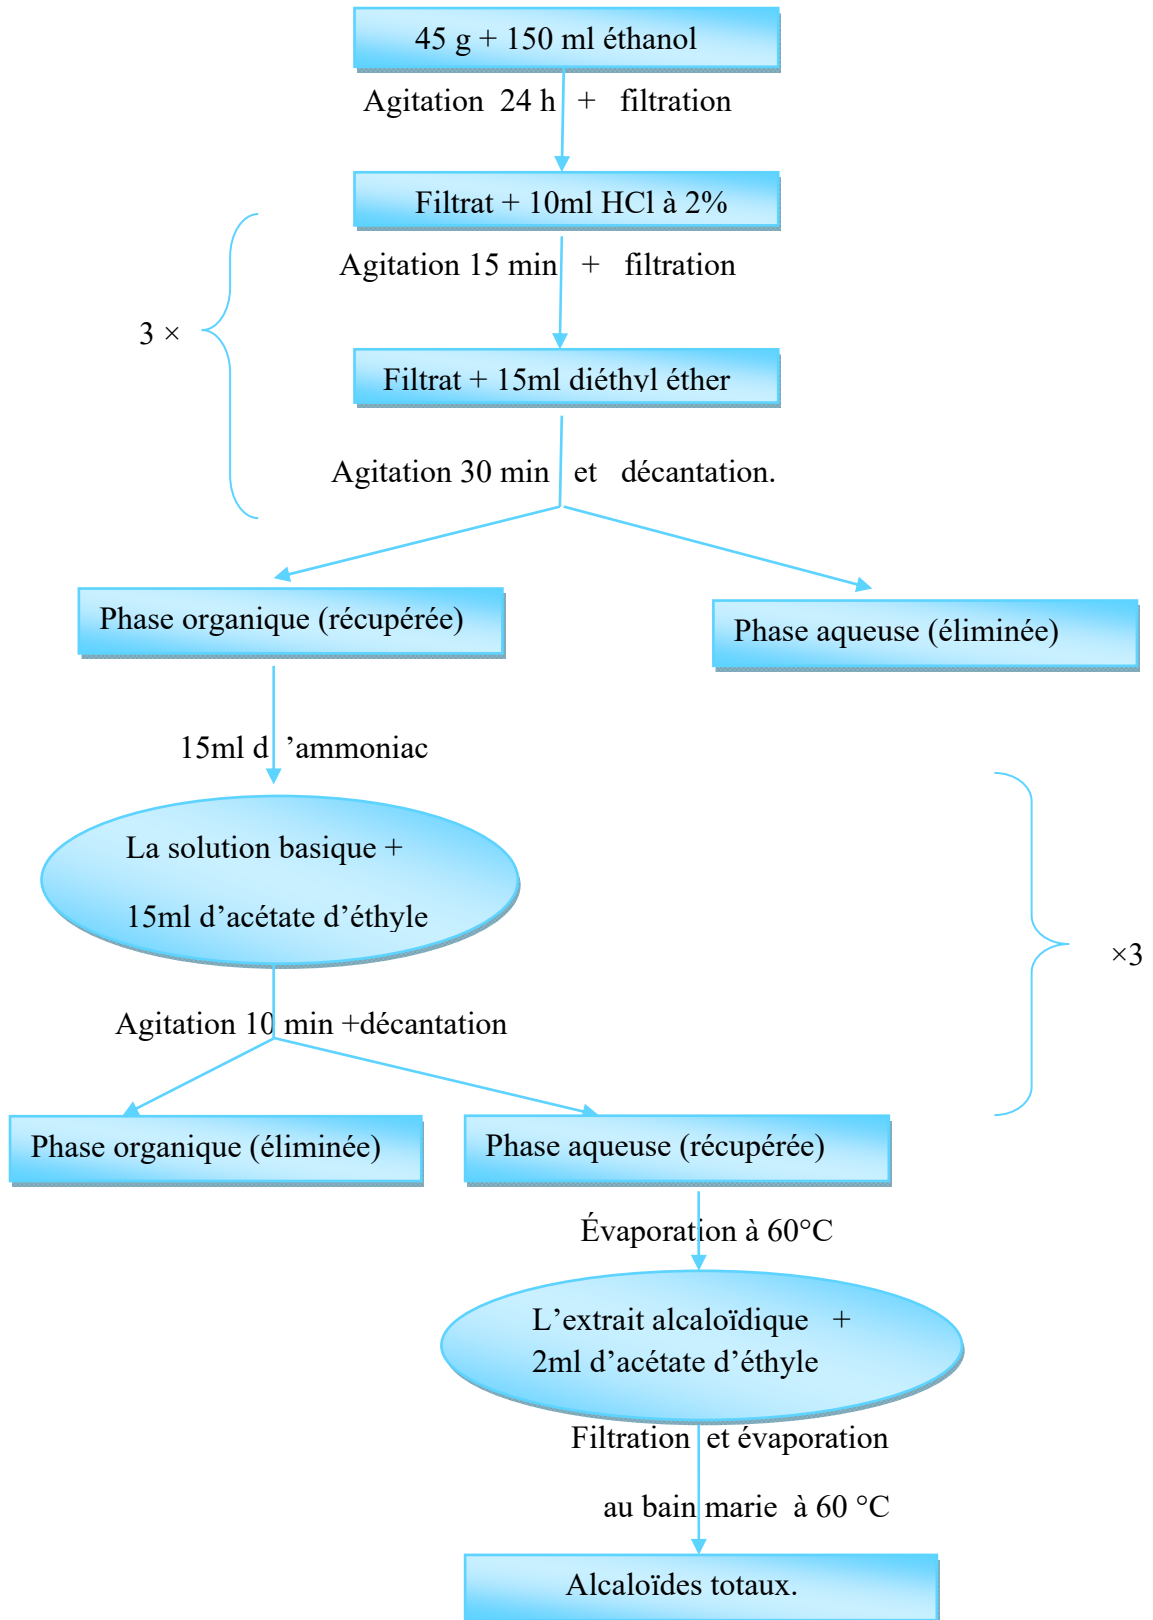 45 g + 150 ml éthanol
Agitation 24 h + filtration
Filtrat + 10ml HCl à 2%
Agitation 15 min + filtration
3 ×
Filtrat + 15ml diéthyl éther
Agitation 30 min et décantation.
Phase organique (récupérée)
Phase aqueuse (éliminée)
15ml d ’ammoniac
La solution basique +
15ml d’acétate d’éthyle
×3
Agitation 10 min +décantation
Phase organique (éliminée)
Phase aqueuse (récupérée)
Évaporation à 60°C
L’extrait alcaloïdique +
2ml d’acétate d’éthyle
Filtration et évaporation
au bain marie à 60 °C
Alcaloïdes totaux.